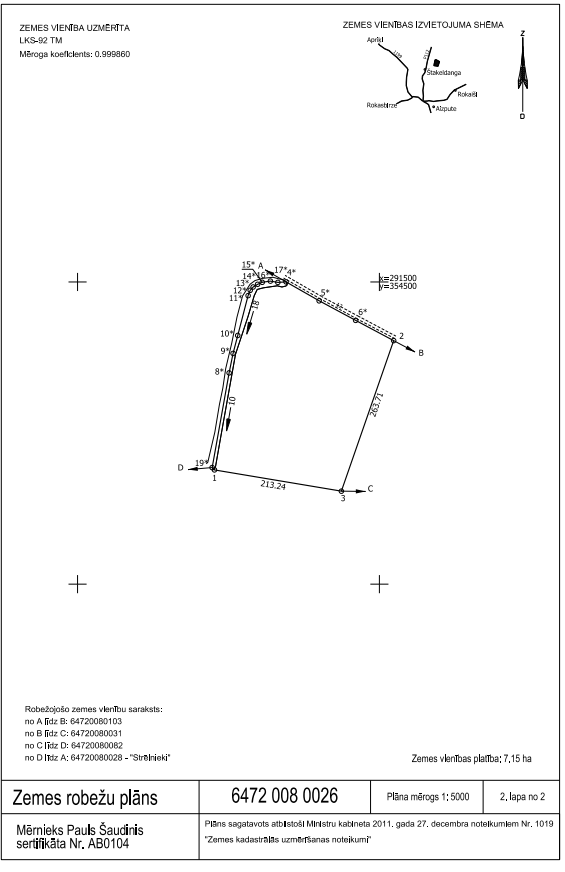 ZEMES VIENĪBA UZMĒRĪTA
LKS-92 TM
Mēroga koeficients: 0.999860
ZEMES VIENĪBAS IZVIETOJUMA SHĒMA
Z
Aprīķi
Stakeldanga
Rokaiži
Rokasbirze
Aizpute
D
15* A
14* 16* 17* 4*
13*
12*
11*
x=291500
y=354500
5*
6*
18
2
B
10*
9*
8*
10
263.71
D
19*
1
213.24
3
C
Robežojošo zemes vienību saraksts:
no A līdz B: 64720080103
no B līdz C: 64720080031
no C līdz D: 64720080082
no D līdz A: 64720080028 - "Strēlnieki"
Zemes vienības platība: 7,15 ha
Zemes robežu plāns
6472 008 0026
Plāna mērogs 1: 5000
2. lapa no 2
Mērnieks Pauls Šaudinis
sertifikāta Nr. AB0104
Plāns sagatavots atbilstoši Ministru kabineta 2011. gada 27. decembra noteikumiem Nr. 1019
"Zemes kadastrālās uzmērīšanas noteikumi"